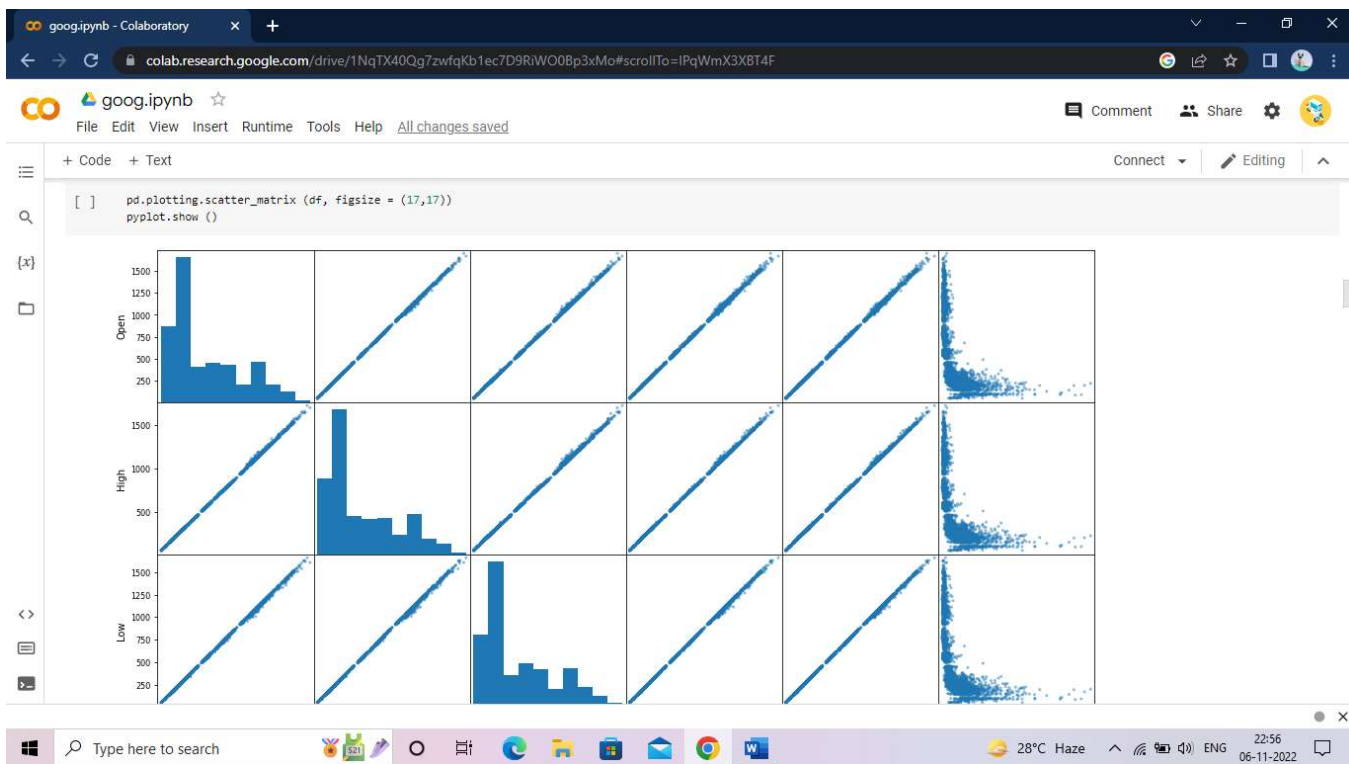 goog.ipynb - Colaboratory
colab.research.google.com/drive/1NqTX40Qg7zwfqKb1ec7D9RiWO0Bp3xMo#scrollTo=IPqWmX3XBT4F
goog.ipynb
Comment
Share
File Edit View Insert Runtime Tools Help All changes saved
+ Code + Text
Connect
Editing
[ ] pd.plotting.scatter_matrix (df, figsize = (17,17))
pyplot.show ()
{x}
Open
1500
1250
1000
750
500
250
High
1500
1000
500
Low
1500
1250
1000
750
500
250
Type here to search
521
28°C Haze
ENG
22:56
06-11-2022